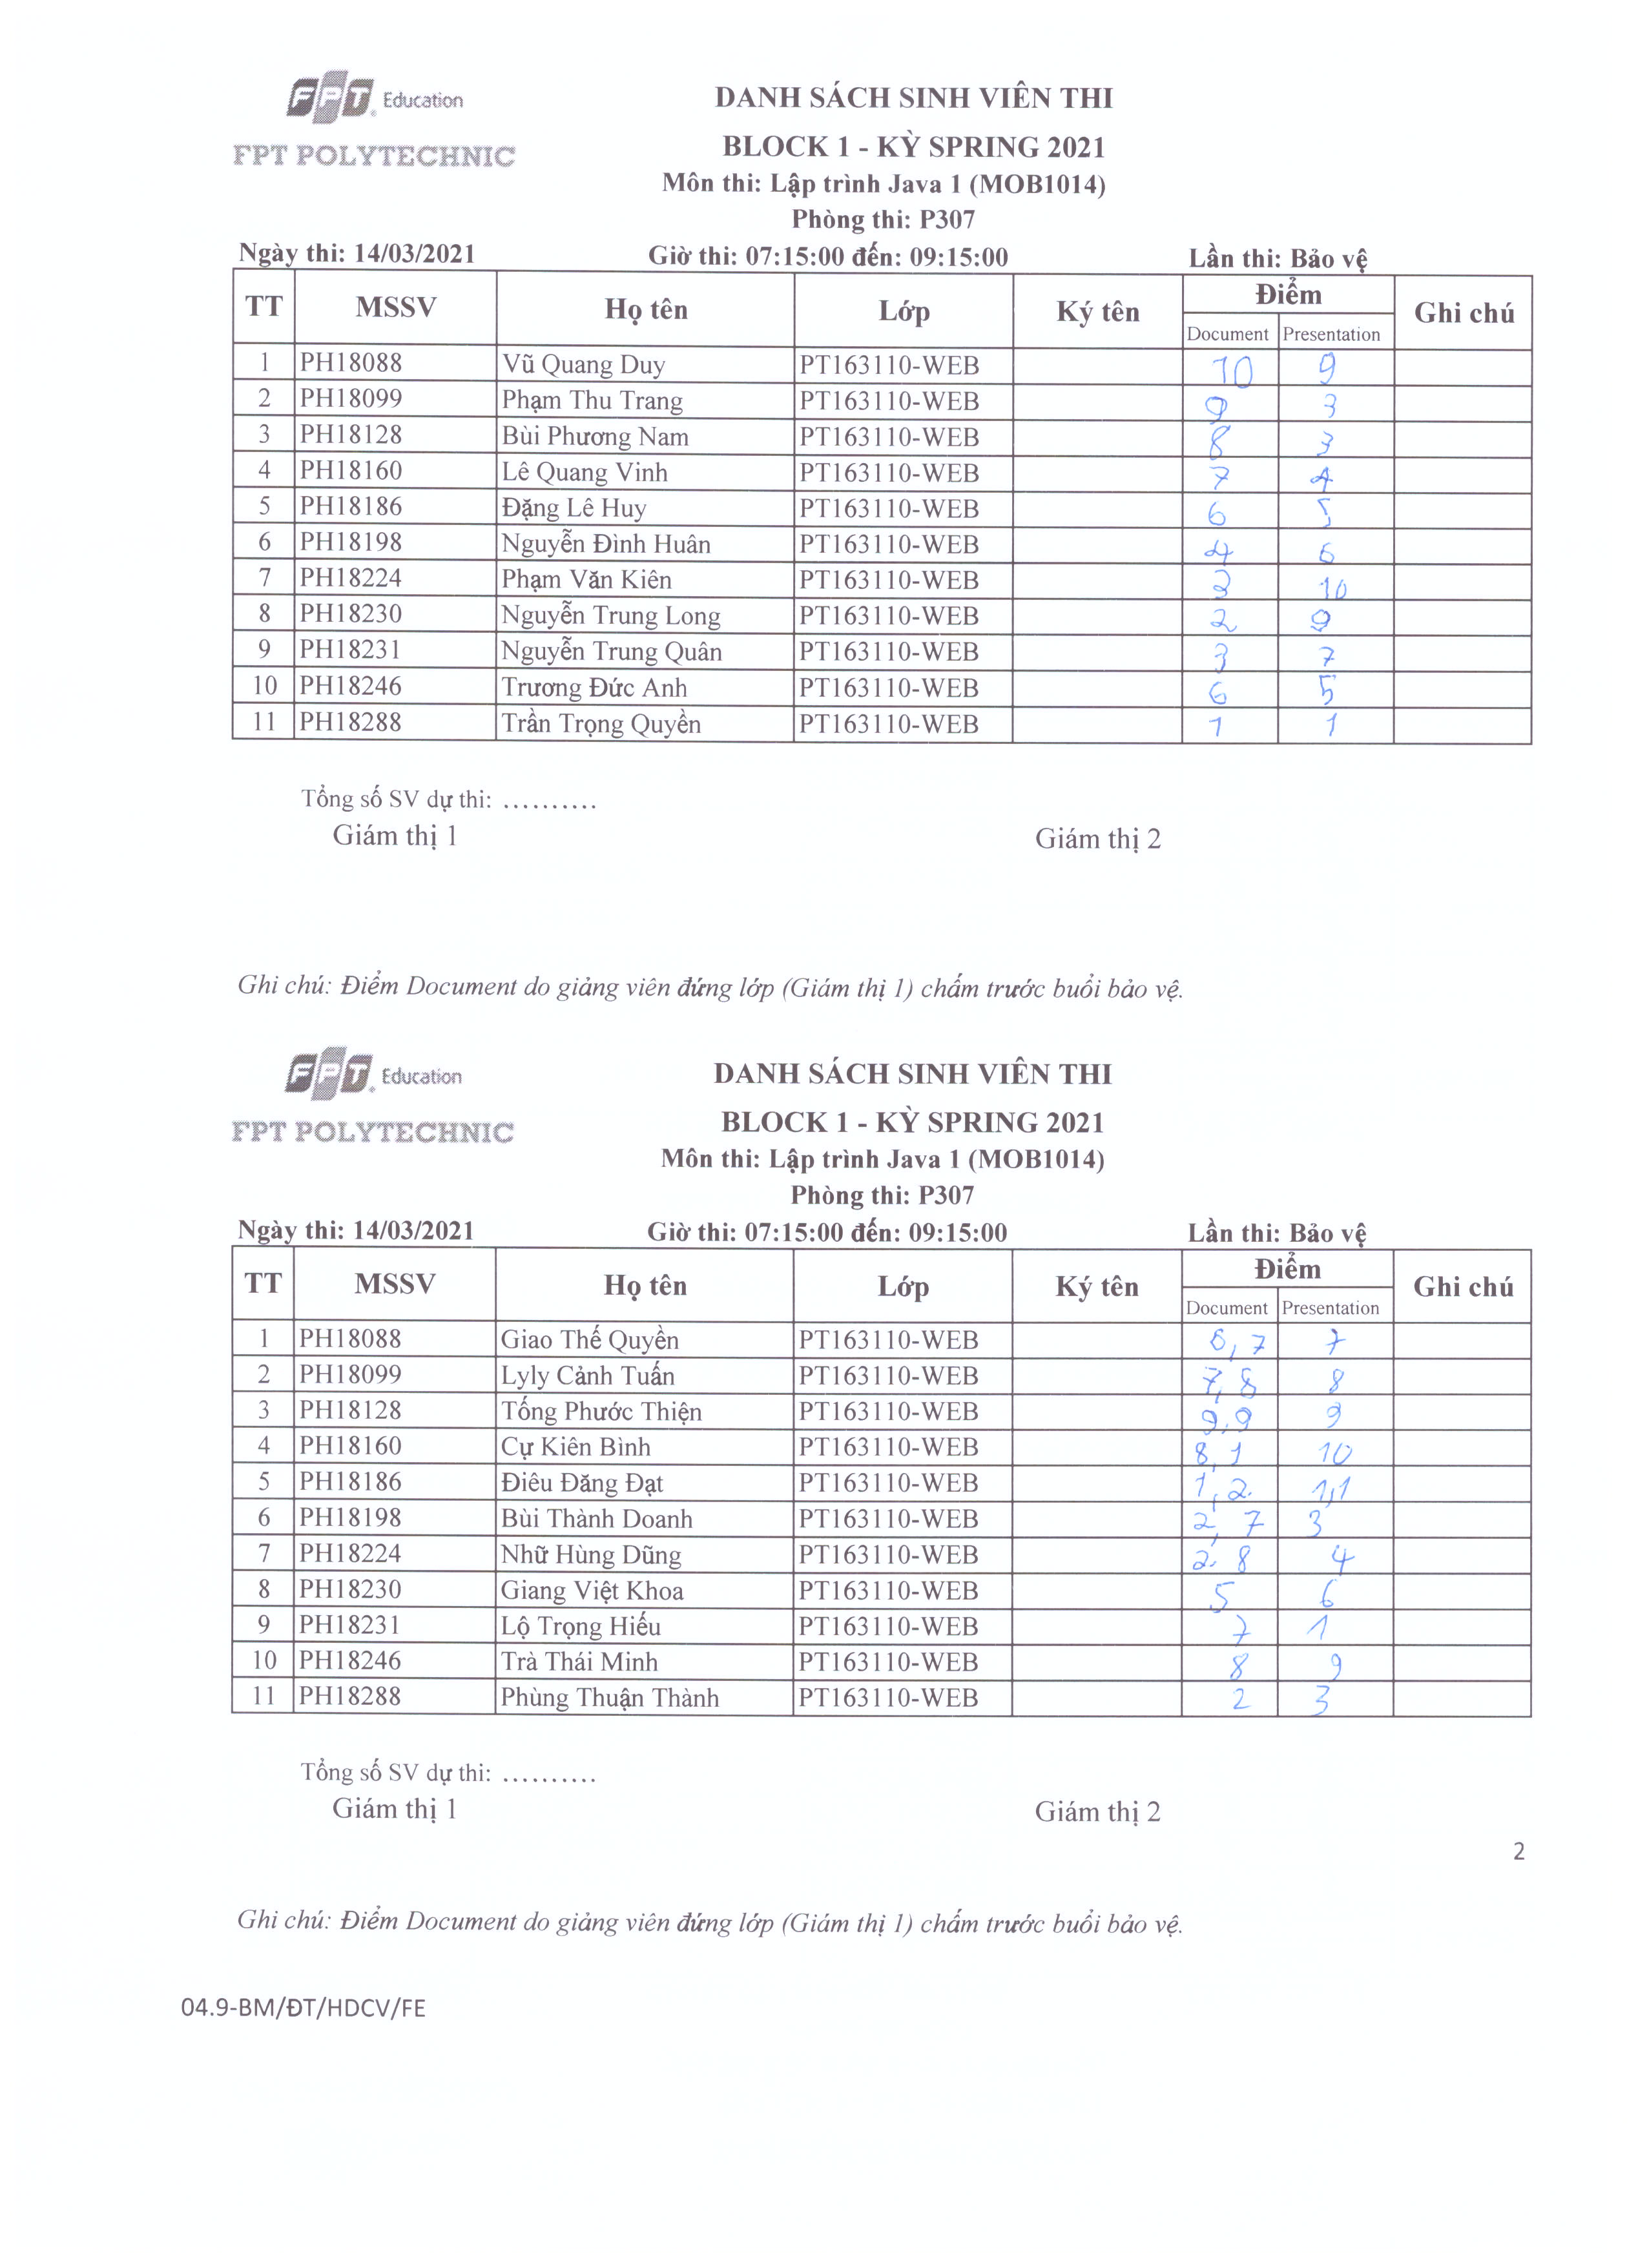 FPT Education
FPT POLYTECHNIC
DANH SÁCH SINH VIÊN THI
BLOCK 1 - KỲ SPRING 2021
Môn thi: Lập trình Java 1 (MOB1014)
Phòng thi: P307
Ngày thi: 14/03/2021 Giờ thi: 07:15:00 đến: 09:15:00 Lần thi: Bảo vệ
TT MSSV Họ tên Lớp Ký tên Điểm Ghi chú
Document Presentation
1 PH18088 Vũ Quang Duy PT163110-WEB 10 9
2 PH18099 Phạm Thu Trang PT163110-WEB 9 3
3 PH18128 Bùi Phương Nam PT163110-WEB 8 3
4 PH18160 Lê Quang Vinh PT163110-WEB 7 4
5 PH18186 Đặng Lê Huy PT163110-WEB 6 5
6 PH18198 Nguyễn Đình Huân PT163110-WEB 4 6
7 PH18224 Phạm Văn Kiên PT163110-WEB 3 10
8 PH18230 Nguyễn Trung Long PT163110-WEB 2 9
9 PH18231 Nguyễn Trung Quân PT163110-WEB 3 7
10 PH18246 Trương Đức Anh PT163110-WEB 6 5
11 PH18288 Trần Trọng Quyền PT163110-WEB 1 1
Tổng số SV dự thi: ..........
Giám thị 1 Giám thị 2
Ghi chú: Điểm Document do giảng viên đứng lớp (Giám thị 1) chấm trước buổi bảo vệ.
FPT Education
FPT POLYTECHNIC
DANH SÁCH SINH VIÊN THI
BLOCK 1 - KỲ SPRING 2021
Môn thi: Lập trình Java 1 (MOB1014)
Phòng thi: P307
Ngày thi: 14/03/2021 Giờ thi: 07:15:00 đến: 09:15:00 Lần thi: Bảo vệ
TT MSSV Họ tên Lớp Ký tên Điểm Ghi chú
Document Presentation
1 PH18088 Giao Thế Quyền PT163110-WEB 6,7 7
2 PH18099 Lyly Cảnh Tuấn PT163110-WEB 7,8 8
3 PH18128 Tống Phước Thiện PT163110-WEB 9,9 9
4 PH18160 Cự Kiên Bình PT163110-WEB 8,1 10
5 PH18186 Điêu Đăng Đạt PT163110-WEB 1,2 1,1
6 PH18198 Bùi Thành Doanh PT163110-WEB 2,7 3
7 PH18224 Nhữ Hùng Dũng PT163110-WEB 2,8 4
8 PH18230 Giang Việt Khoa PT163110-WEB 5 6
9 PH18231 Lộ Trọng Hiếu PT163110-WEB 7 1
10 PH18246 Trà Thái Minh PT163110-WEB 8 9
11 PH18288 Phùng Thuận Thành PT163110-WEB 2 3
Tổng số SV dự thi: ..........
Giám thị 1 Giám thị 2
2
Ghi chú: Điểm Document do giảng viên đứng lớp (Giám thị 1) chấm trước buổi bảo vệ.
04.9-BM/ĐT/HDCV/FE